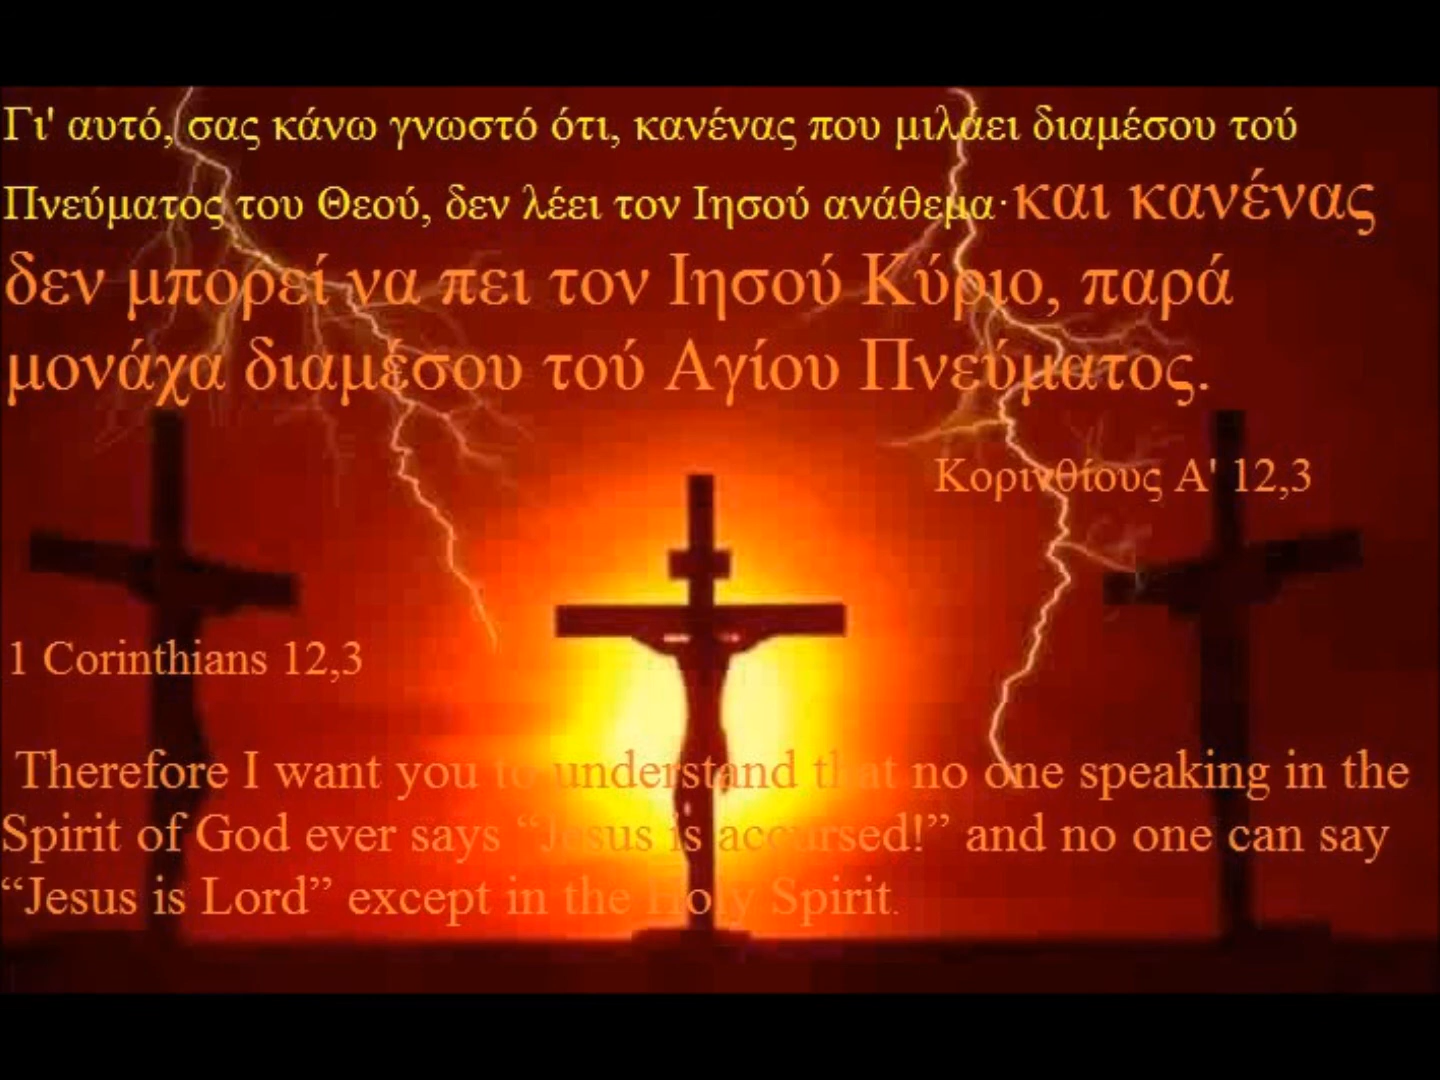 Γι' αυτό, σας κάνω γνωστό ότι, κανένας που μιλάει διαμέσου τού
Πνεύματος του Θεού, δεν λέει τον Ιησού ανάθεμα· και κανένας
δεν μπορεί να πει τον Ιησού Κύριο, παρά
μονάχα διαμέσου τού Αγίου Πνεύματος.
Κορινθίους Α' 12,3
1 Corinthians 12,3
Therefore I want you to understand that no one speaking in the
Spirit of God ever says “Jesus is accursed!” and no one can say
“Jesus is Lord” except in the Holy Spirit.